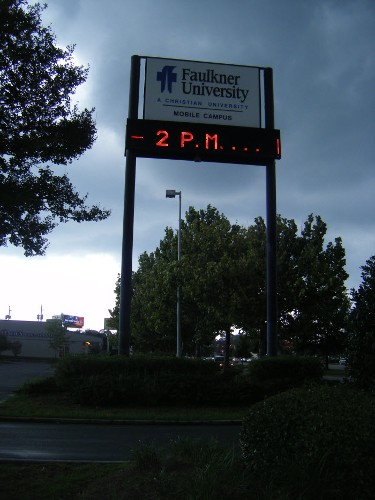 Faulkner
University
A CHRISTIAN UNIVERSITY
MOBILE CAMPUS
– 2 P.M....